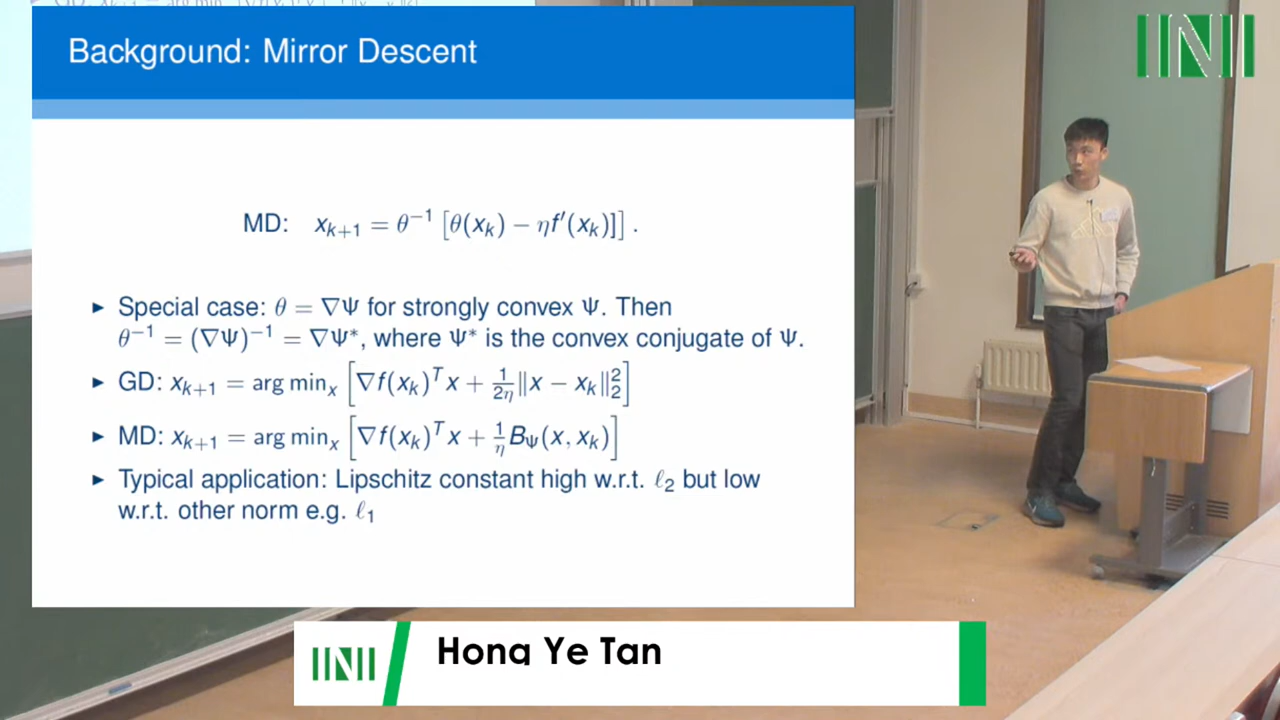 Background: Mirror Descent
MD: x_{k+1} = θ^{-1} [θ(x_k) − ηf′(x_k)]] .
► Special case: θ = ∇Ψ for strongly convex Ψ. Then
θ^{-1} = (∇Ψ)^{-1} = ∇Ψ*, where Ψ* is the convex conjugate of Ψ.
► GD: x_{k+1} = arg min_x [∇f(x_k)^T x + \frac{1}{2η}‖x − x_k‖_2^2]
► MD: x_{k+1} = arg min_x [∇f(x_k)^T x + \frac{1}{η}B_Ψ(x, x_k)]
► Typical application: Lipschitz constant high w.r.t. ℓ_2 but low
w.r.t. other norm e.g. ℓ_1
INI
INI
Hong Ye Tan